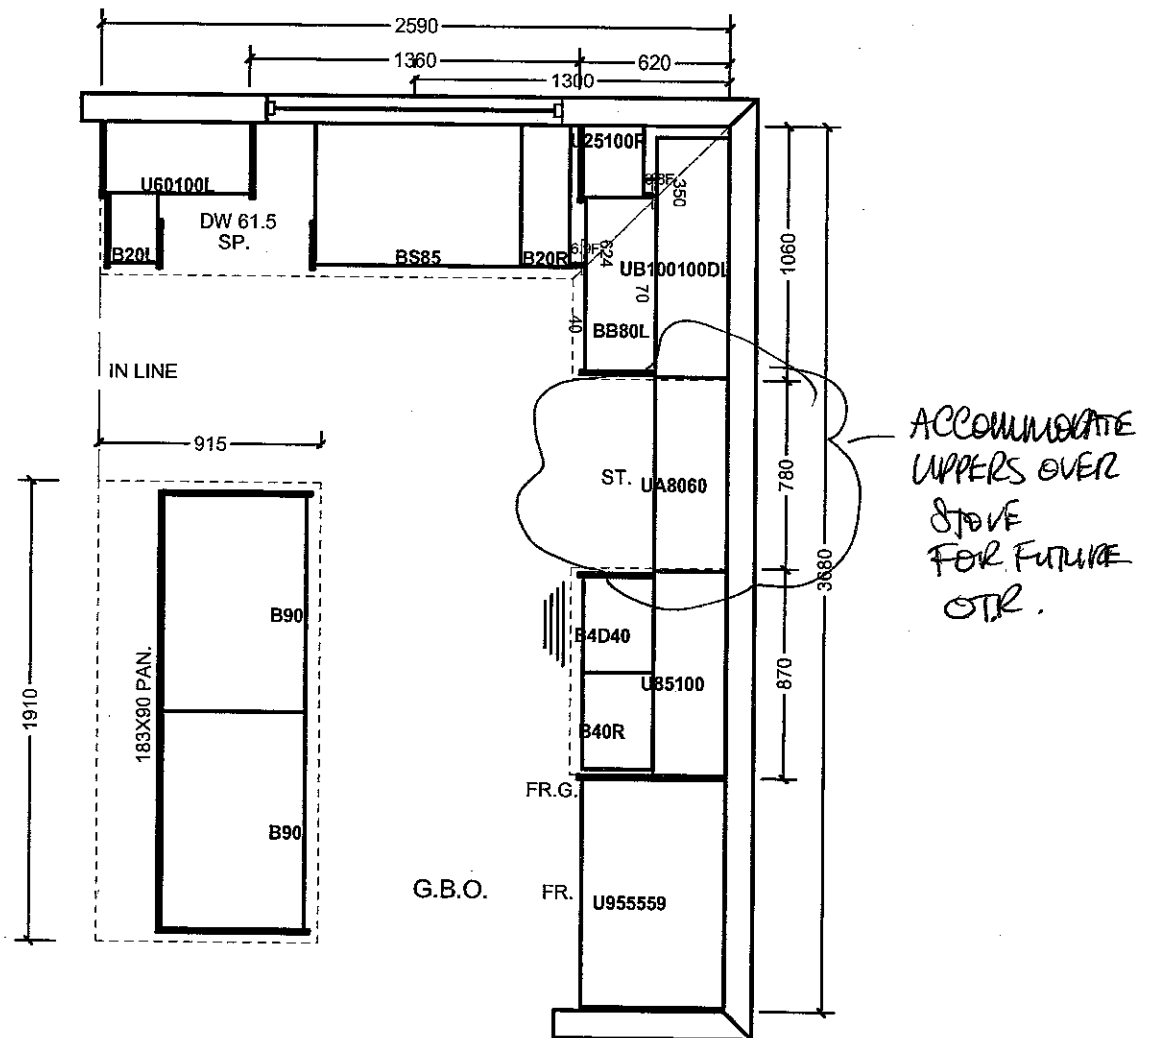 2590
1360
620
1300
U25100R
U60100L
350
DW 61.5
SP.
B20L
BS85
B20R
624
UB100100DL
1060
70
40
BB80L
IN LINE
915
ACCOMMODATE
UPPERS OVER
STOVE
FOR FUTURE
OTR.
ST.
UA8060
780
3680
B90
B4D40
183X90 PAN.
1910
U85100
870
B40R
FR.G.
B90
G.B.O.
FR.
U955559